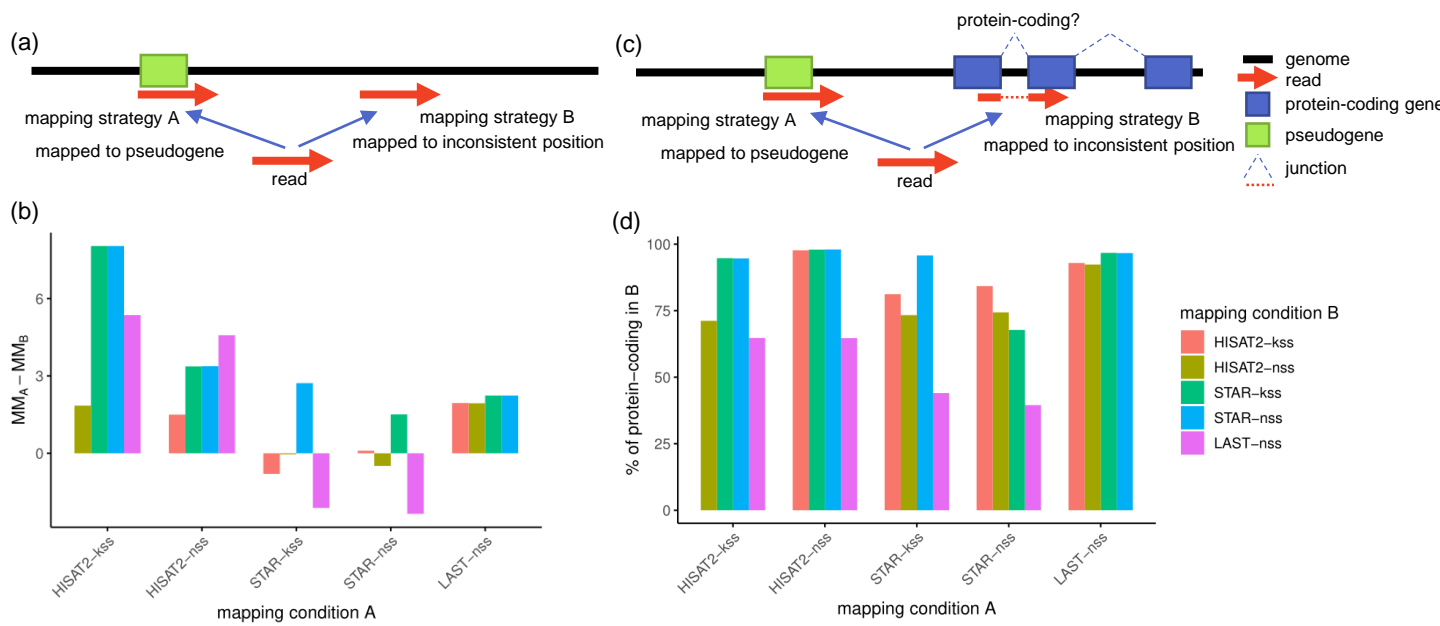 (a)
mapping strategy A
mapped to pseudogene
mapping strategy B
mapped to inconsistent position
read
(c)
protein-coding?
mapping strategy A
mapped to pseudogene
mapping strategy B
mapped to inconsistent position
read
genome
read
protein-coding gene
pseudogene
junction
(b)
MMA − MMB
6
3
0
HISAT2−kss
HISAT2−nss
STAR−kss
STAR−nss
LAST−nss
mapping condition A
(d)
% of protein−coding in B
100
75
50
25
0
HISAT2−kss
HISAT2−nss
STAR−kss
STAR−nss
LAST−nss
mapping condition A
mapping condition B
HISAT2−kss
HISAT2−nss
STAR−kss
STAR−nss
LAST−nss